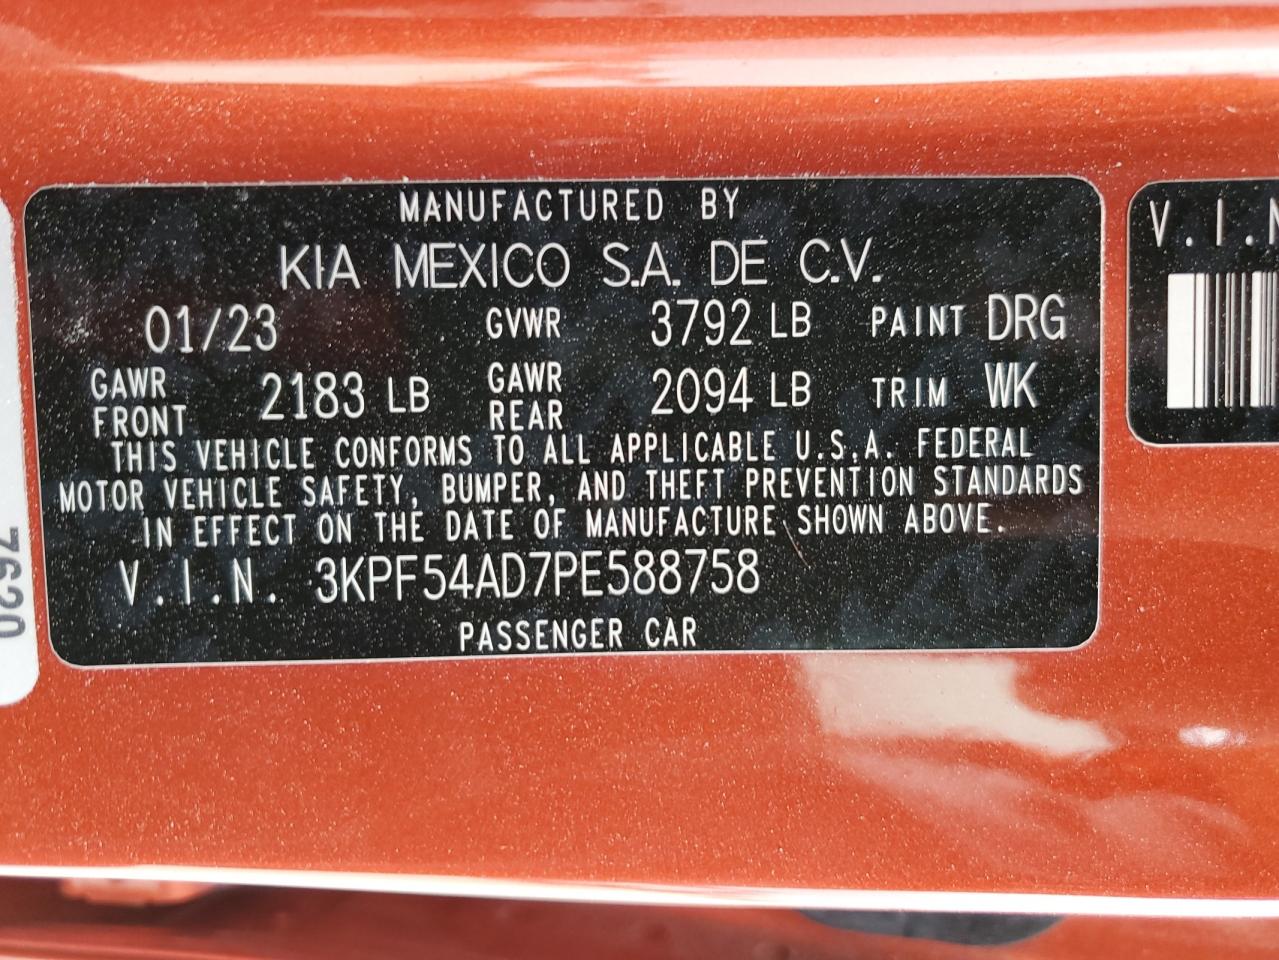 MANUFACTURED BY
KIA MEXICO S.A. DE C.V.
01/23 GVWR 3792 LB PAINT DRG
GAWR FRONT 2183 LB GAWR REAR 2094 LB TRIM WK
THIS VEHICLE CONFORMS TO ALL APPLICABLE U.S.A. FEDERAL
MOTOR VEHICLE SAFETY, BUMPER, AND THEFT PREVENTION STANDARDS
IN EFFECT ON THE DATE OF MANUFACTURE SHOWN ABOVE.
V.I.N. 3KPF54AD7PE588758
PASSENGER CAR
V.I.N
7620